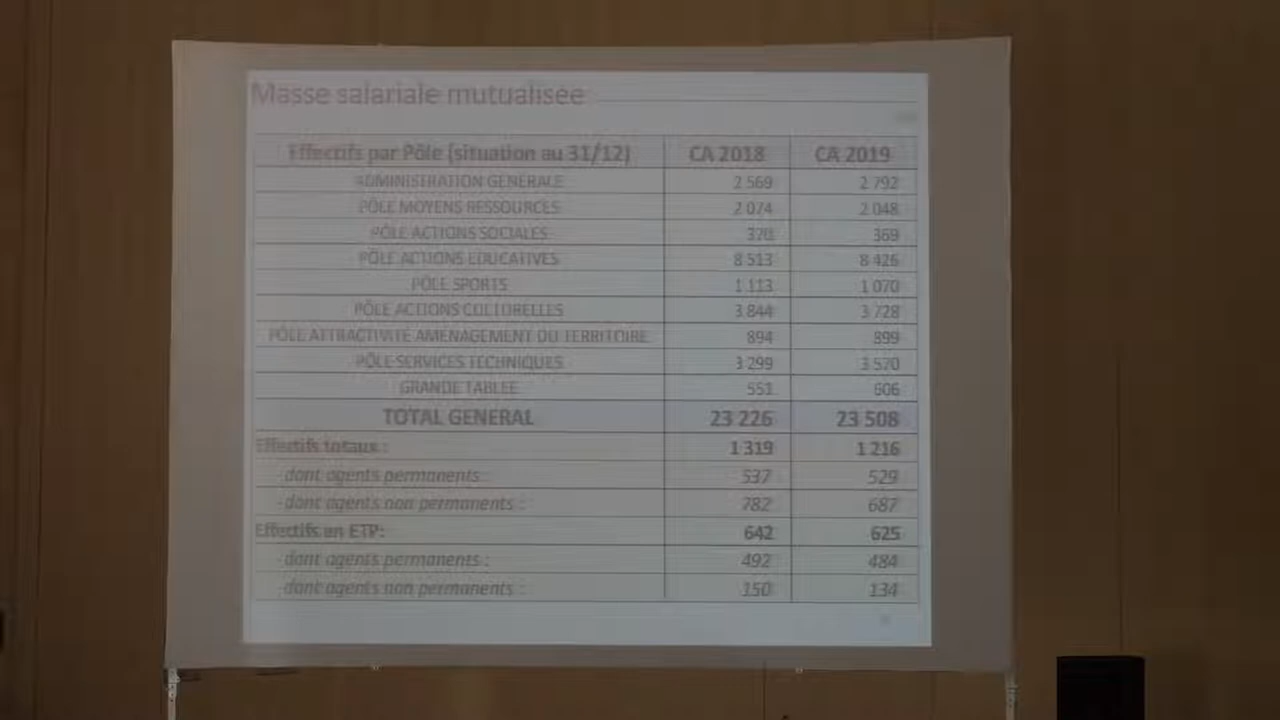 Masse salariale mutualisée
Effectifs par Pôle (situation au 31/12) CA 2018 CA 2019
ADMINISTRATION GENERALE 2 569 2 792
PÔLE MOYENS RESSOURCES 2 074 2 048
PÔLE ACTIONS SOCIALES 370 369
PÔLE ACTIONS EDUCATIVES 8 513 8 426
PÔLE SPORTS 1 113 1 070
PÔLE ACTIONS CULTURELLES 3 844 3 728
PÔLE ATTRACTIVITE AMENAGEMENT DU TERRITOIRE 894 899
PÔLE SERVICES TECHNIQUES 3 299 3 570
GRANDE TABLEE 551 606
TOTAL GENERAL 23 226 23 508
Effectifs totaux : 1 319 1 216
- dont agents permanents : 537 529
- dont agents non permanents : 782 687
Effectifs en ETP: 642 625
- dont agents permanents : 492 484
- dont agents non permanents : 150 134